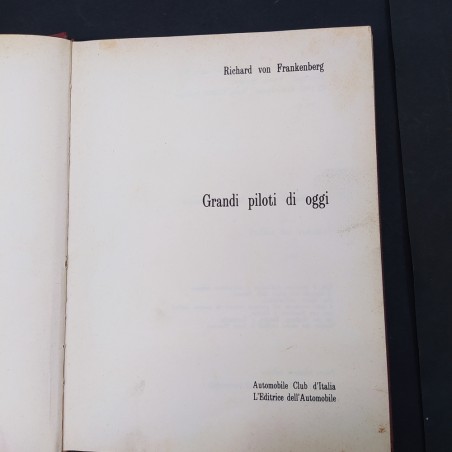 Richard von Frankenberg
Grandi piloti di oggi
Automobile Club d'Italia
L'Editrice dell'Automobile